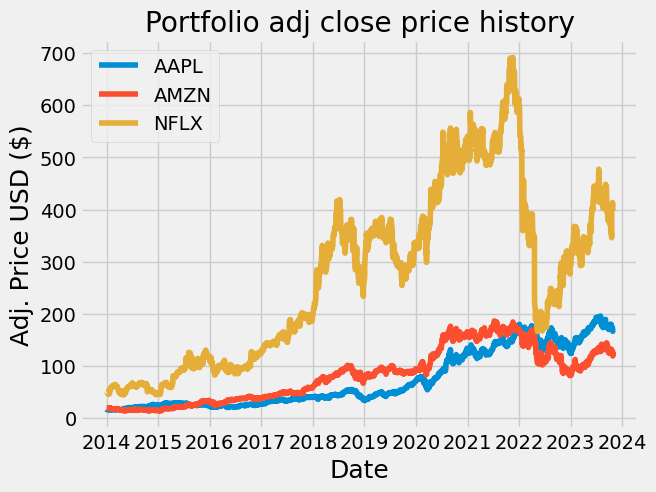 Portfolio adj close price history
AAPL
AMZN
NFLX
Adj. Price USD ($)
700
600
500
400
300
200
100
0
2014 2015 2016 2017 2018 2019 2020 2021 2022 2023 2024
Date